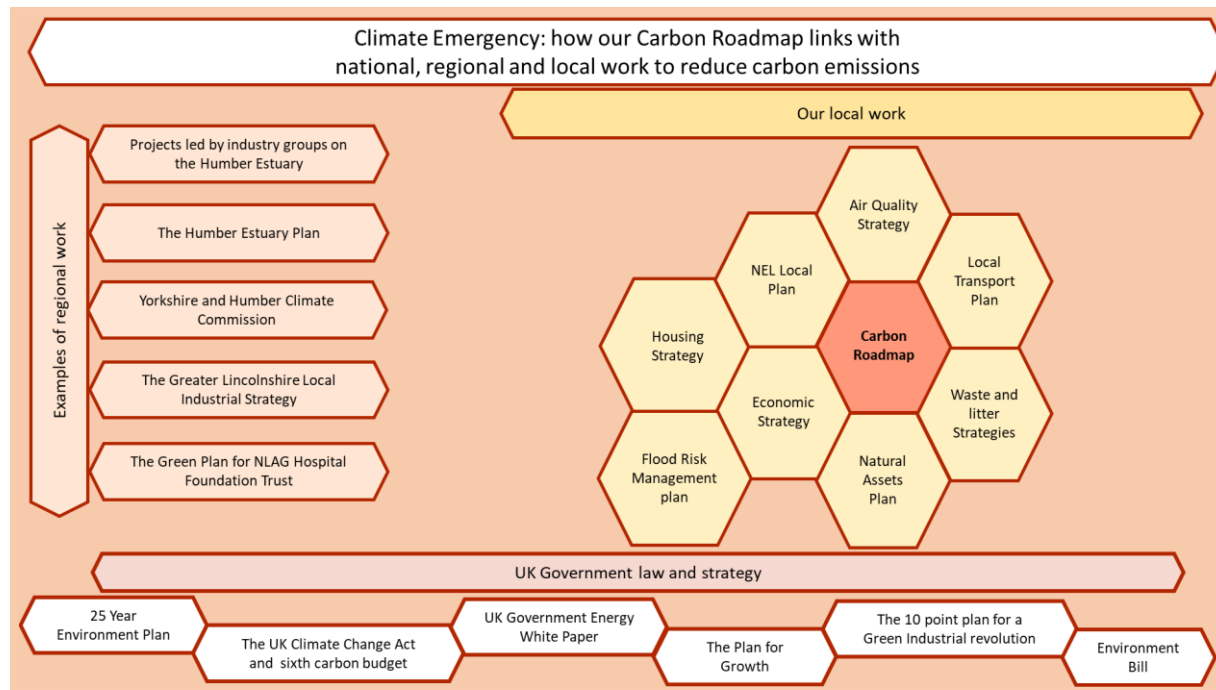 Climate Emergency: how our Carbon Roadmap links with
national, regional and local work to reduce carbon emissions
Our local work
Examples of regional work
Projects led by industry groups on
the Humber Estuary
The Humber Estuary Plan
Yorkshire and Humber Climate
Commission
The Greater Lincolnshire Local
Industrial Strategy
The Green Plan for NLAG Hospital
Foundation Trust
Air Quality
Strategy
NEL Local
Plan
Local
Transport
Plan
Housing
Strategy
Carbon
Roadmap
Economic
Strategy
Waste and
litter
Strategies
Flood Risk
Management
plan
Natural
Assets
Plan
UK Government law and strategy
25 Year
Environment Plan
The UK Climate Change Act
and sixth carbon budget
UK Government Energy
White Paper
The Plan for
Growth
The 10 point plan for a
Green Industrial revolution
Environment
Bill